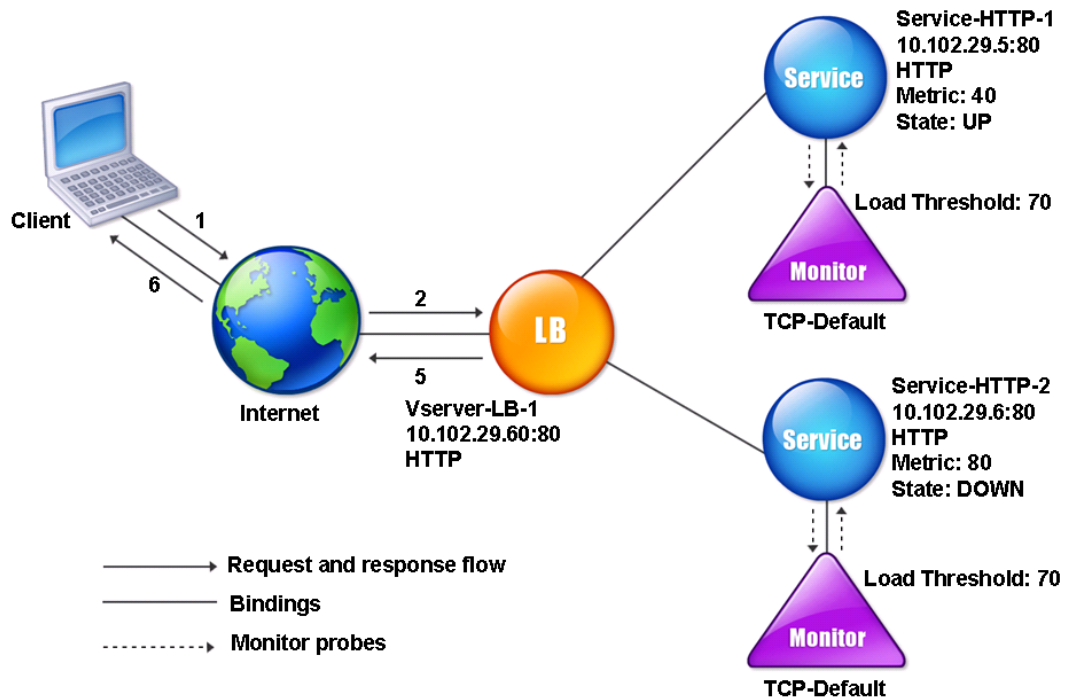 Service-HTTP-1
10.102.29.5:80
HTTP
Metric: 40
State: UP
Service
Client
1
6
Load Threshold: 70
Monitor
TCP-Default
2
LB
5
Internet
Vserver-LB-1
10.102.29.60:80
HTTP
Service-HTTP-2
10.102.29.6:80
HTTP
Metric: 80
State: DOWN
Service
Load Threshold: 70
Monitor
TCP-Default
Request and response flow
Bindings
Monitor probes